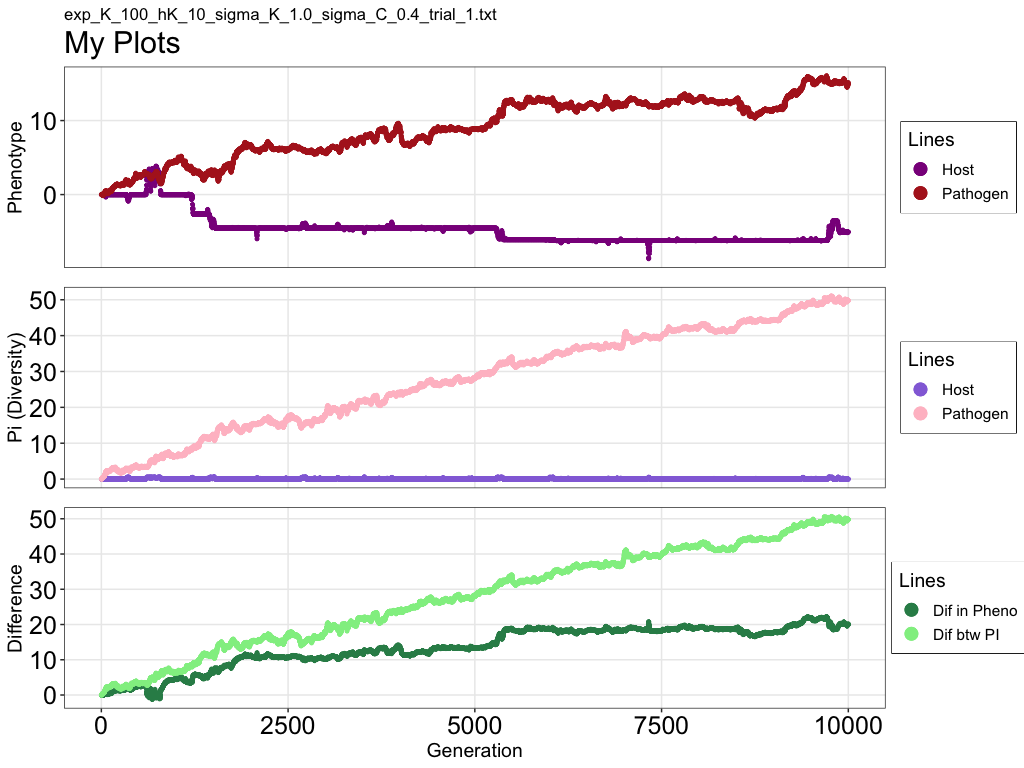 exp_K_100_hK_10_sigma_K_1.0_sigma_C_0.4_trial_1.txt
My Plots
Phenotype
10
0
Lines
Host
Pathogen
Pi (Diversity)
50
40
30
20
10
0
Lines
Host
Pathogen
Difference
50
40
30
20
10
0
Lines
Dif in Pheno
Dif btw PI
0
2500
5000
7500
10000
Generation